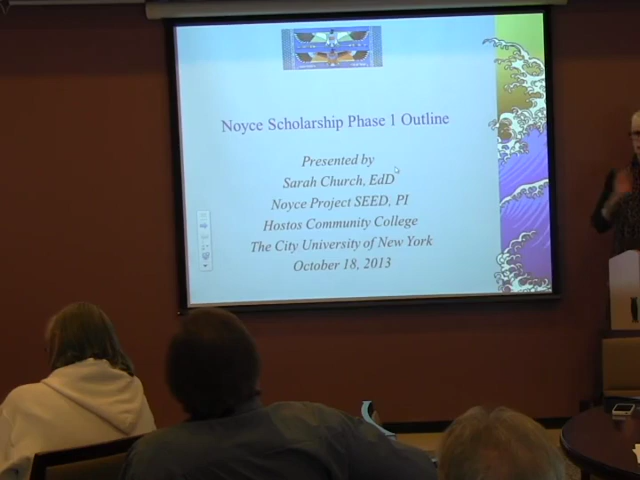 Noyce Scholarship Phase 1 Outline
Presented by
Sarah Church, EdD
Noyce Project SEED, PI
Hostos Community College
The City University of New York
October 18, 2013